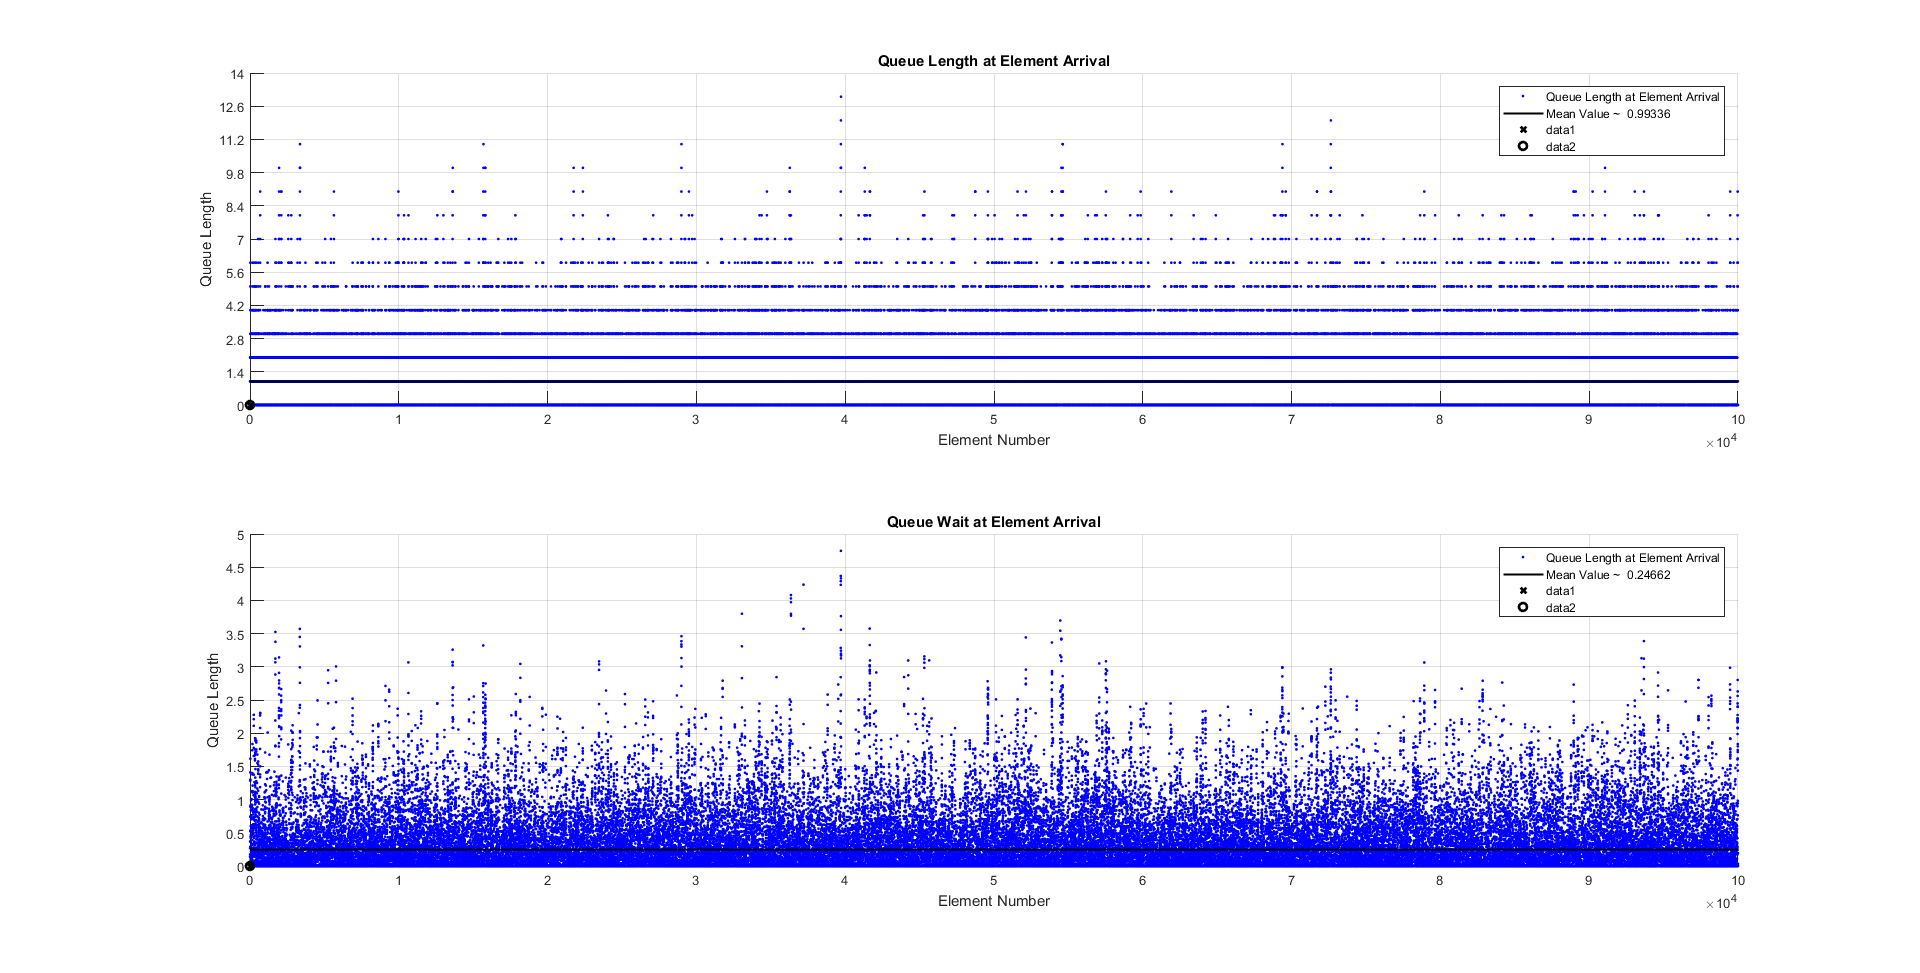 Queue Length at Element Arrival
14
12.6
11.2
9.8
8.4
7
5.6
4.2
2.8
1.4
0
Queue Length
Queue Length at Element Arrival
Mean Value ~ 0.99336
data1
data2
0 1 2 3 4 5 6 7 8 9 10
Element Number
×10^4
Queue Wait at Element Arrival
5
4.5
4
3.5
3
2.5
2
1.5
1
0.5
0
Queue Length
Queue Length at Element Arrival
Mean Value ~ 0.24662
data1
data2
0 1 2 3 4 5 6 7 8 9 10
Element Number
×10^4